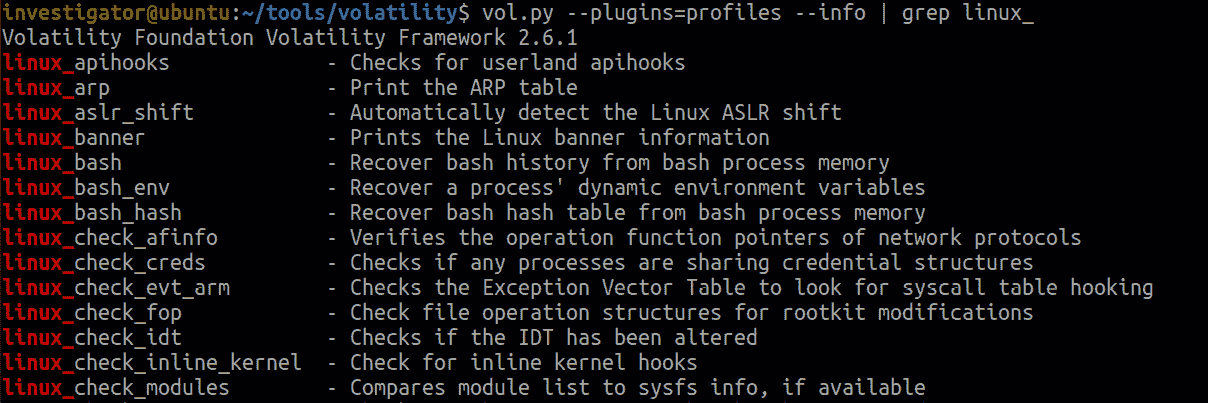 investigator@ubuntu:~/tools/volatility$ vol.py --plugins=profiles --info | grep linux_
Volatility Foundation Volatility Framework 2.6.1
linux_apihooks - Checks for userland apihooks
linux_arp - Print the ARP table
linux_aslr_shift - Automatically detect the Linux ASLR shift
linux_banner - Prints the Linux banner information
linux_bash - Recover bash history from bash process memory
linux_bash_env - Recover a process' dynamic environment variables
linux_bash_hash - Recover bash hash table from bash process memory
linux_check_afinfo - Verifies the operation function pointers of network protocols
linux_check_creds - Checks if any processes are sharing credential structures
linux_check_evt_arm - Checks the Exception Vector Table to look for syscall table hooking
linux_check_fop - Check file operation structures for rootkit modifications
linux_check_idt - Checks if the IDT has been altered
linux_check_inline_kernel - Check for inline kernel hooks
linux_check_modules - Compares module list to sysfs info, if available